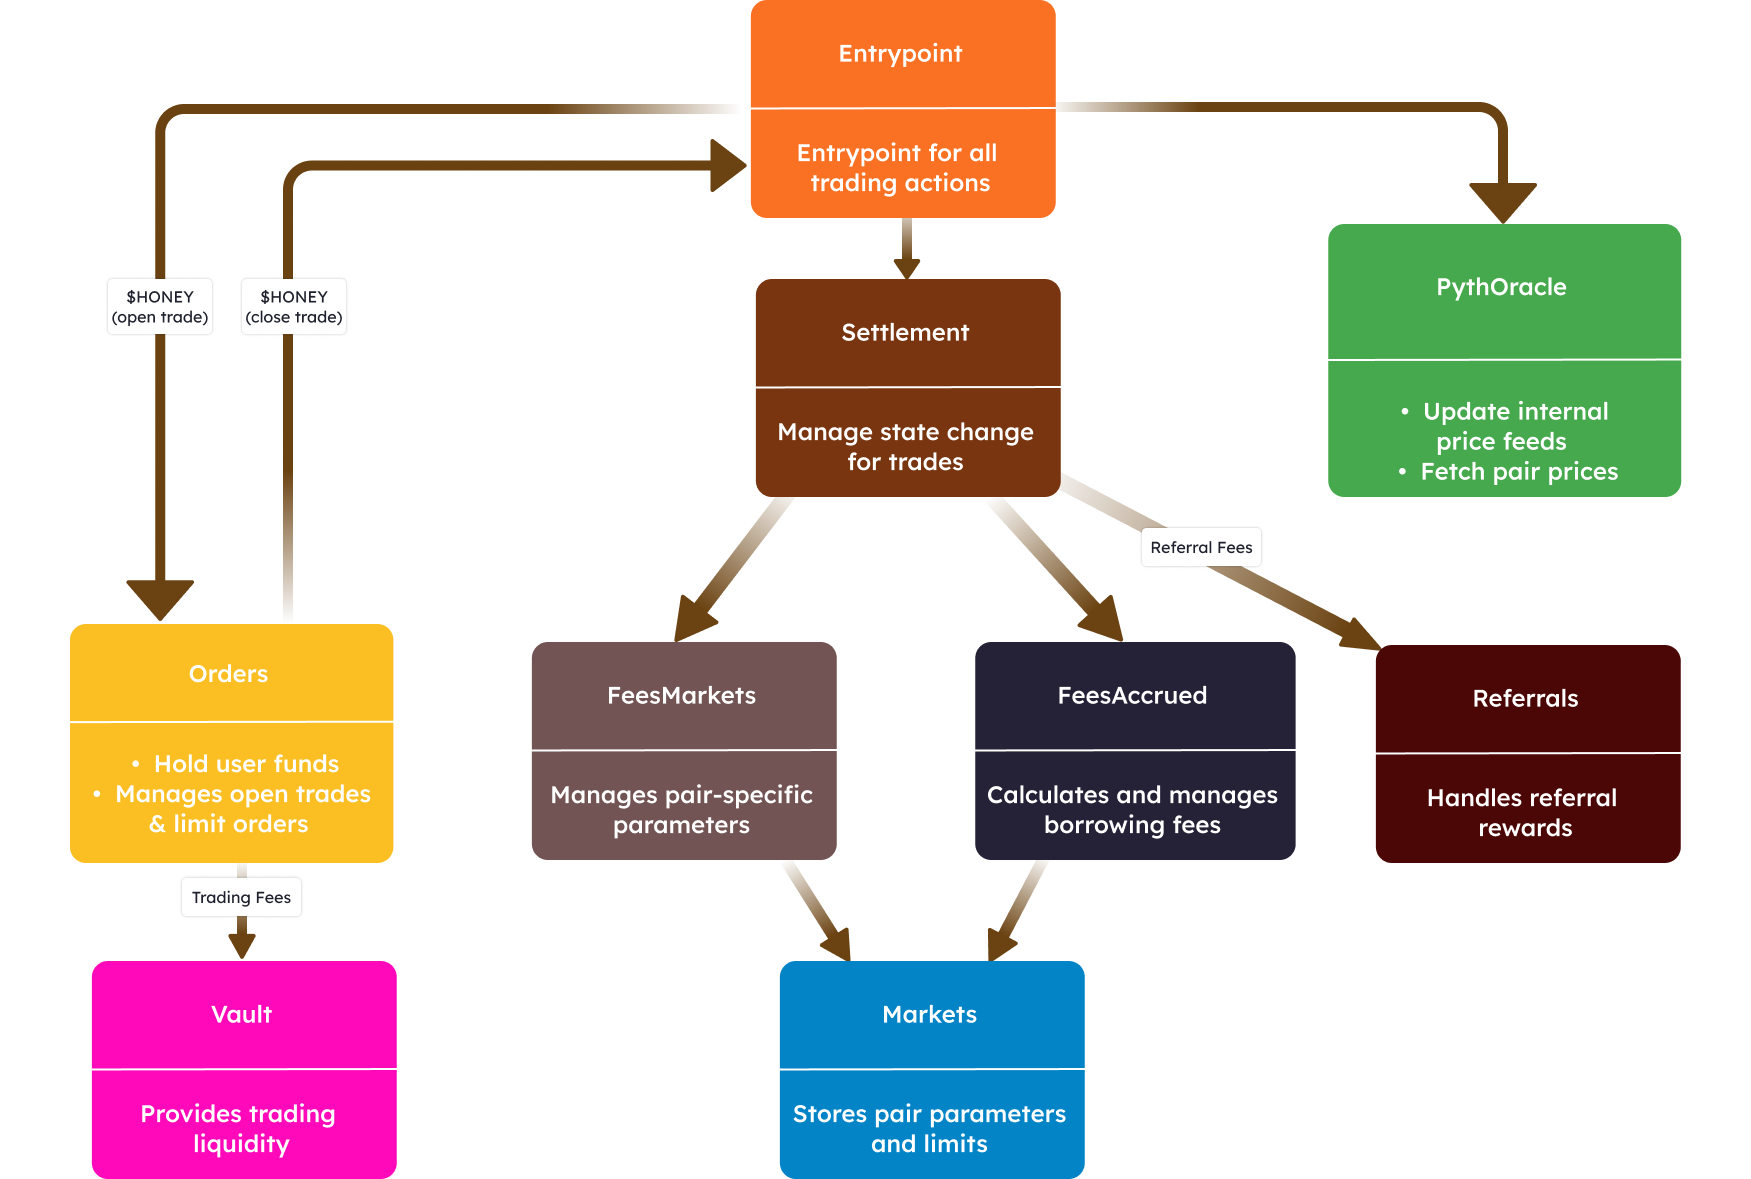 Entrypoint
Entrypoint for all
trading actions
$HONEY
(open trade)
$HONEY
(close trade)
Settlement
Manage state change
for trades
PythOracle
• Update internal
price feeds
• Fetch pair prices
Referral Fees
Orders
• Hold user funds
• Manages open trades
& limit orders
FeesMarkets
Manages pair-specific
parameters
FeesAccrued
Calculates and manages
borrowing fees
Referrals
Handles referral
rewards
Trading Fees
Vault
Provides trading
liquidity
Markets
Stores pair parameters
and limits